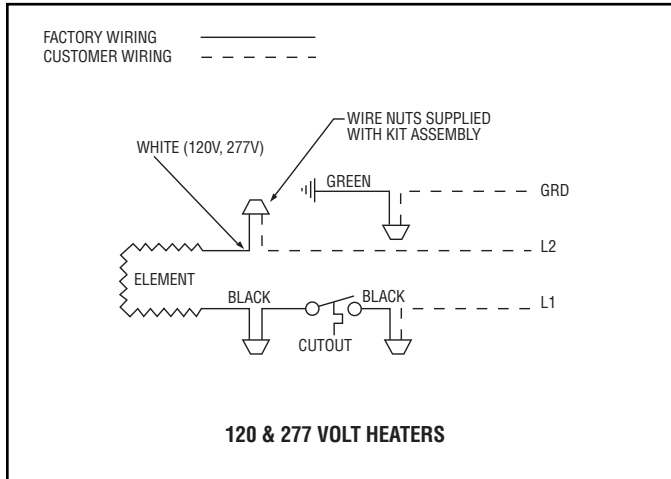 FACTORY WIRING
CUSTOMER WIRING
WIRE NUTS SUPPLIED
WITH KIT ASSEMBLY
WHITE (120V, 277V)
GREEN
GRD
L2
ELEMENT
BLACK
BLACK
L1
CUTOUT
120 & 277 VOLT HEATERS